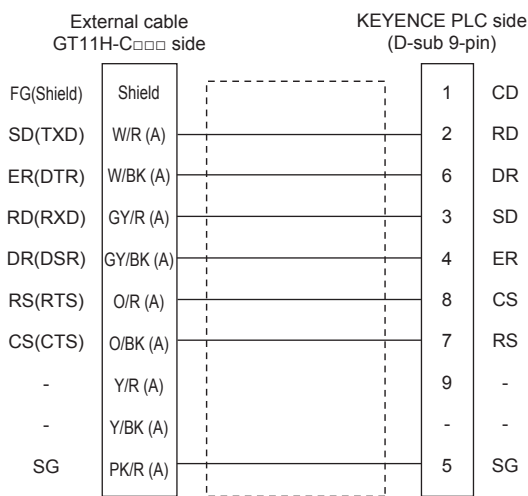 External cable
GT11H-C□□□ side
KEYENCE PLC side
(D-sub 9-pin)
FG(Shield) Shield 1 CD
SD(TXD) W/R (A) 2 RD
ER(DTR) W/BK (A) 6 DR
RD(RXD) GY/R (A) 3 SD
DR(DSR) GY/BK (A) 4 ER
RS(RTS) O/R (A) 8 CS
CS(CTS) O/BK (A) 7 RS
- Y/R (A) 9 -
- Y/BK (A) - -
SG PK/R (A) 5 SG